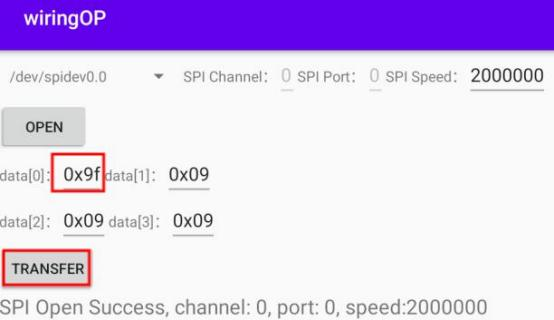 wiringOP
/dev/spidev0.0 SPI Channel: 0 SPI Port: 0 SPI Speed: 2000000
OPEN
data[0]: 0x9f data[1]: 0x09
data[2]: 0x09 data[3]: 0x09
TRANSFER
SPI Open Success, channel: 0, port: 0, speed:2000000